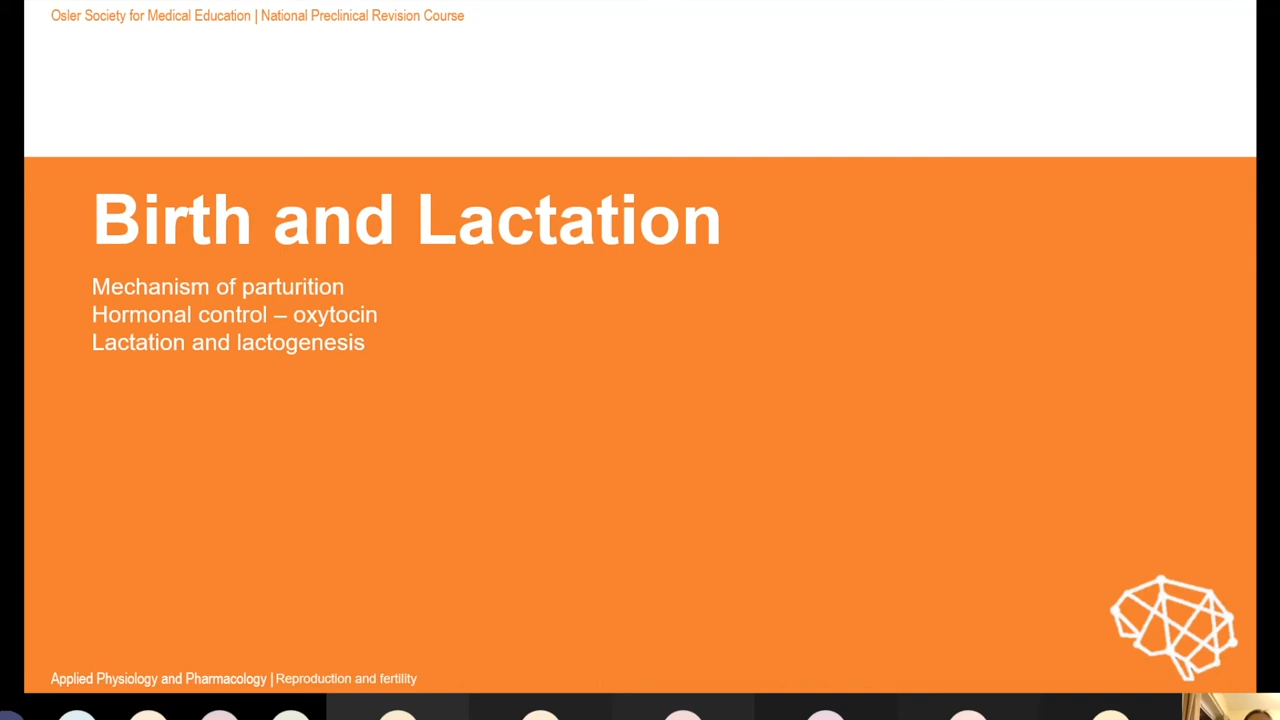 Osler Society for Medical Education | National Preclinical Revision Course
Birth and Lactation
Mechanism of parturition
Hormonal control – oxytocin
Lactation and lactogenesis
Applied Physiology and Pharmacology | Reproduction and fertility